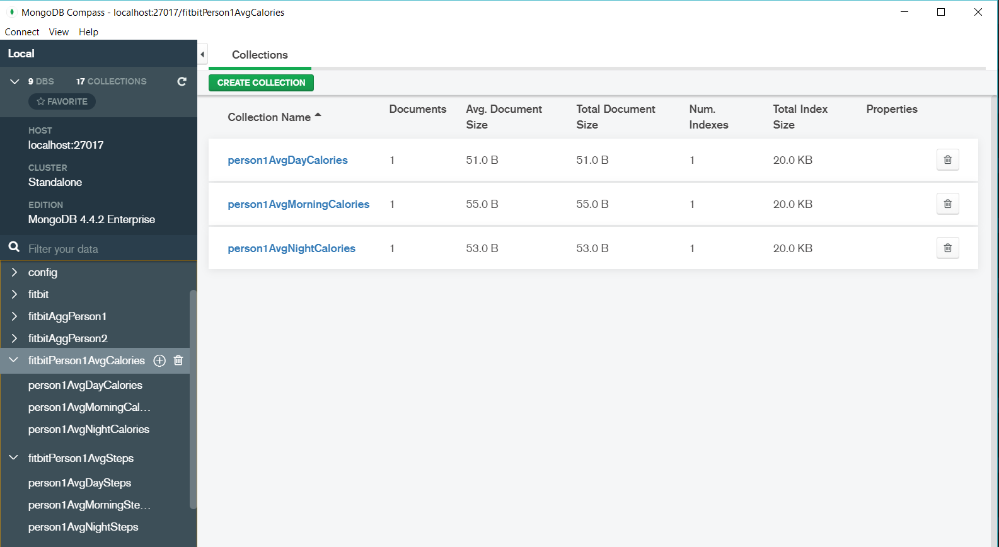 MongoDB Compass - localhost:27017/fitbitPerson1AvgCalories
Connect View Help
Local
9 DBS 17 COLLECTIONS
FAVORITE
HOST
localhost:27017
CLUSTER
Standalone
EDITION
MongoDB 4.4.2 Enterprise
Filter your data
config
fitbit
fitbitAggPerson1
fitbitAggPerson2
fitbitPerson1AvgCalories
person1AvgDayCalories
person1AvgMorningCal...
person1AvgNightCalories
fitbitPerson1AvgSteps
person1AvgDaySteps
person1AvgMorningSte...
person1AvgNightSteps
Collections
CREATE COLLECTION
Collection Name Documents Avg. Document Size Total Document Size Num. Indexes Total Index Size Properties
person1AvgDayCalories 1 51.0 B 51.0 B 1 20.0 KB
person1AvgMorningCalories 1 55.0 B 55.0 B 1 20.0 KB
person1AvgNightCalories 1 53.0 B 53.0 B 1 20.0 KB